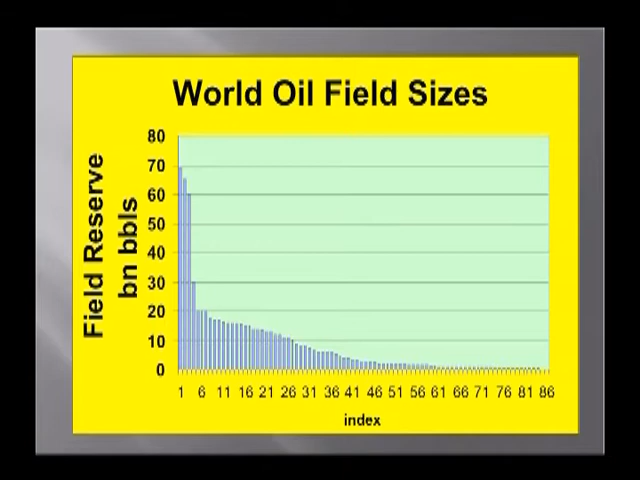 World Oil Field Sizes
Field Reserve
bn bbls
80
70
60
50
40
30
20
10
0
1 6 11 16 21 26 31 36 41 46 51 56 61 66 71 76 81 86
index